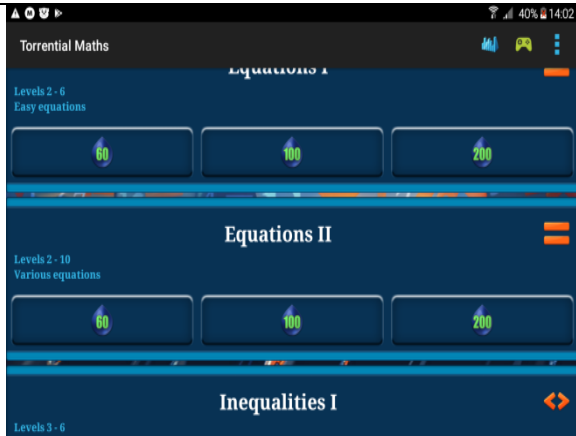 40% 14:02
Torrential Maths
Equations I
Levels 2 - 6
Easy equations
60 100 200
Equations II
Levels 2 - 10
Various equations
60 100 200
Inequalities I
Levels 3 - 6